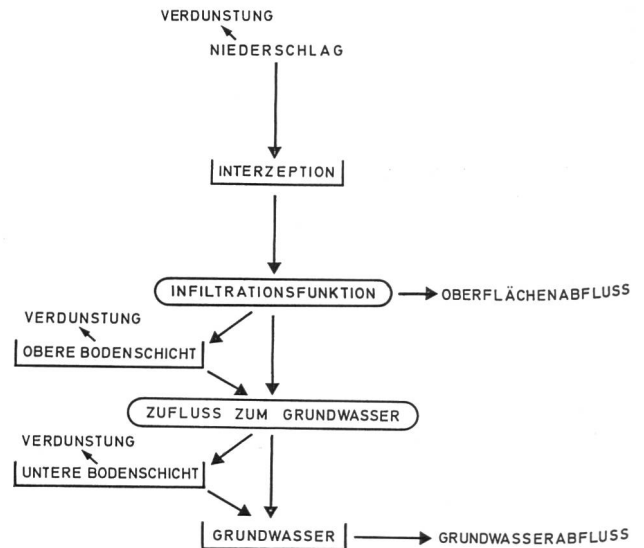 VERDUNSTUNG
NIEDERSCHLAG
INTERZEPTION
INFILTRATIONSFUNKTION
OBERFLÄCHENABFLUSS
VERDUNSTUNG
OBERE BODENSCHICHT
ZUFLUSS ZUM GRUNDWASSER
VERDUNSTUNG
UNTERE BODENSCHICHT
GRUNDWASSER
GRUNDWASSERABFLUSS